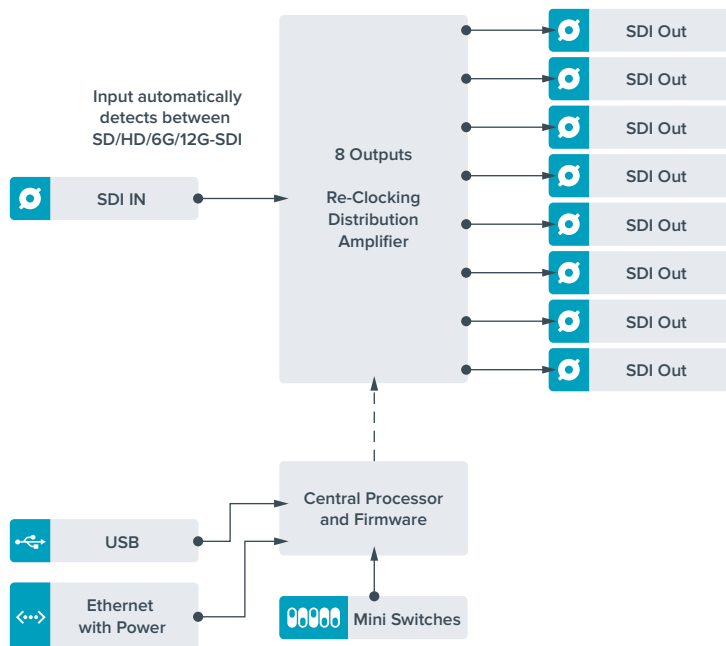 Input automatically
detects between
SD/HD/6G/12G-SDI
SDI IN
8 Outputs
Re-Clocking
Distribution
Amplifier
SDI Out
SDI Out
SDI Out
SDI Out
SDI Out
SDI Out
SDI Out
SDI Out
Central Processor
and Firmware
USB
Ethernet
with Power
Mini Switches